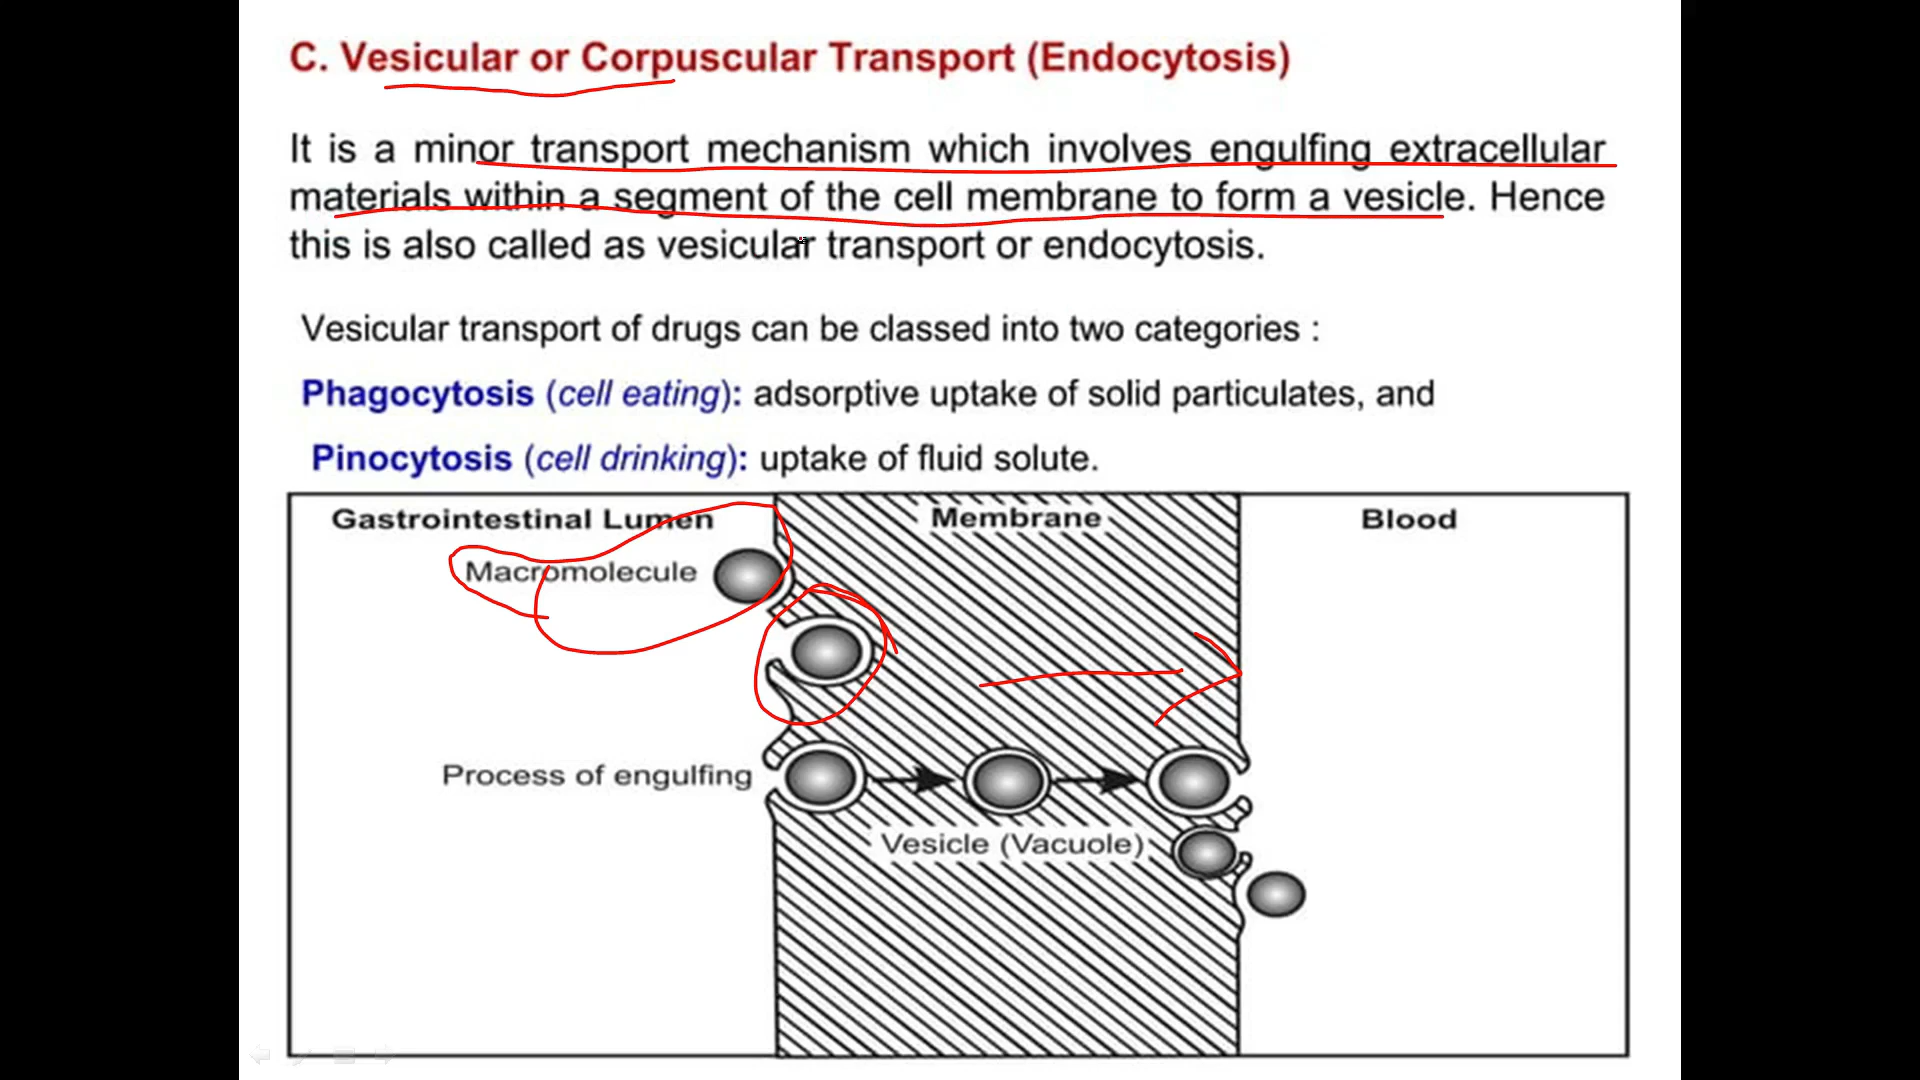 C. Vesicular or Corpuscular Transport (Endocytosis)
It is a minor transport mechanism which involves engulfing extracellular
materials within a segment of the cell membrane to form a vesicle. Hence
this is also called as vesicular transport or endocytosis.
Vesicular transport of drugs can be classed into two categories :
Phagocytosis (cell eating): adsorptive uptake of solid particulates, and
Pinocytosis (cell drinking): uptake of fluid solute.
Gastrointestinal Lumen
Membrane
Blood
Macromolecule
Process of engulfing
Vesicle (Vacuole)